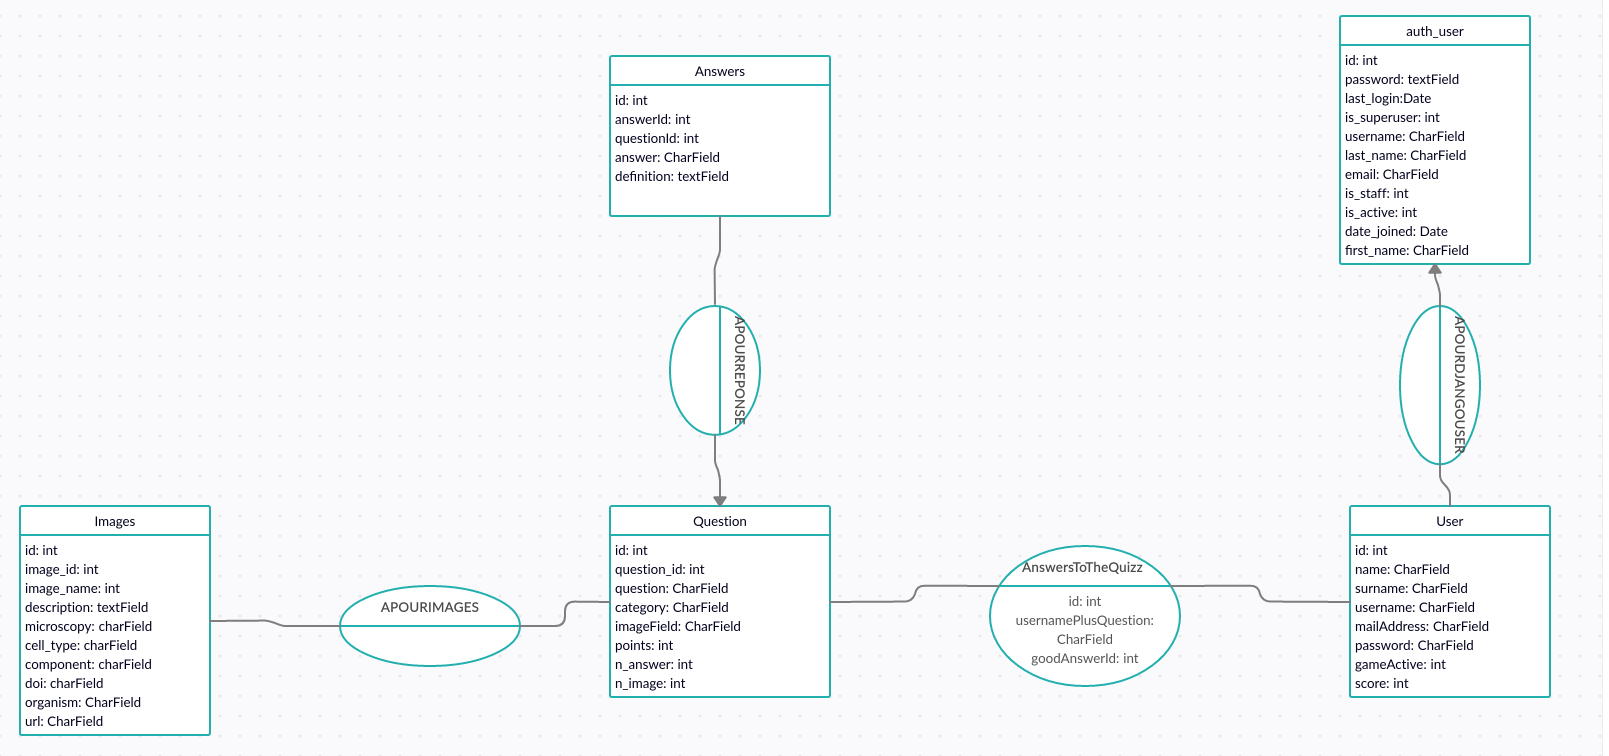 auth_user
id: int
password: textField
last_login:Date
is_superuser: int
username: CharField
last_name: CharField
email: CharField
is_staff: int
is_active: int
date_joined: Date
first_name: CharField
Answers
id: int
answerId: int
questionId: int
answer: CharField
definition: textField
APOURREPONSE
APOURDJANGOUSER
Images
id: int
image_id: int
image_name: int
description: textField
microscopy: charField
cell_type: charField
component: charField
doi: charField
organism: CharField
url: CharField
APOURIMAGES
Question
id: int
question_id: int
question: CharField
category: CharField
imageField: CharField
points: int
n_answer: int
n_image: int
AnswersToTheQuizz
id: int
usernamePlusQuestion:
CharField
goodAnswerId: int
User
id: int
name: CharField
surname: CharField
username: CharField
mailAddress: CharField
password: CharField
gameActive: int
score: int